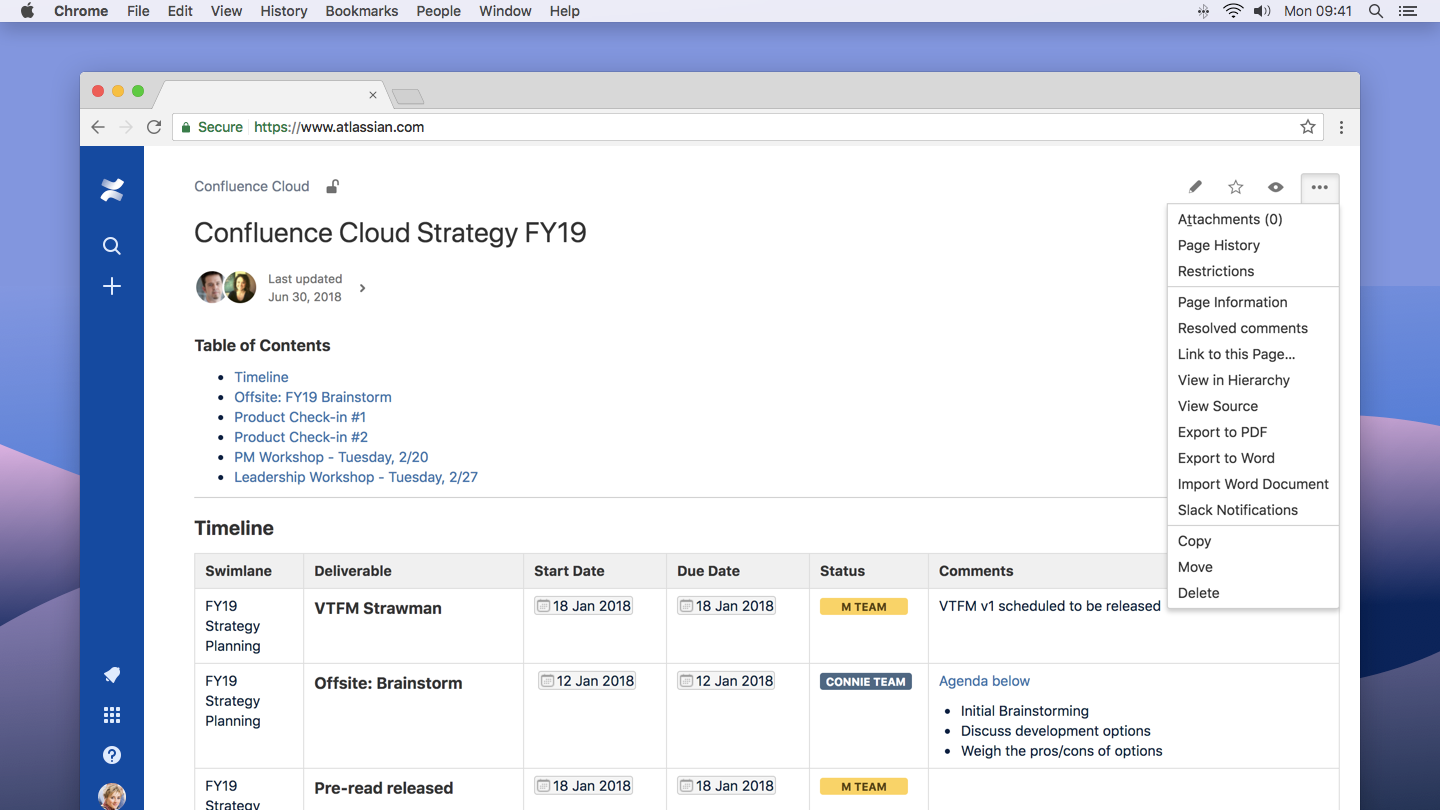 Chrome File Edit View History Bookmarks People Window Help Mon 09:41
Secure https://www.atlassian.com
Confluence Cloud
Confluence Cloud Strategy FY19
Last updated
Jun 30, 2018
Attachments (0)
Page History
Restrictions
Page Information
Resolved comments
Link to this Page...
View in Hierarchy
View Source
Export to PDF
Export to Word
Import Word Document
Slack Notifications
Copy
Move
Delete
Table of Contents
Timeline
Offsite: FY19 Brainstorm
Product Check-in #1
Product Check-in #2
PM Workshop - Tuesday, 2/20
Leadership Workshop - Tuesday, 2/27
Timeline
Swimlane Deliverable Start Date Due Date Status Comments
FY19 VTFM Strawman 18 Jan 2018 18 Jan 2018 M TEAM VTFM v1 scheduled to be released
Strategy
Planning
FY19 Offsite: Brainstorm 12 Jan 2018 12 Jan 2018 CONNIE TEAM Agenda below
Strategy
Planning
Initial Brainstorming
Discuss development options
Weigh the pros/cons of options
FY19 Pre-read released 18 Jan 2018 18 Jan 2018 M TEAM
Strategy